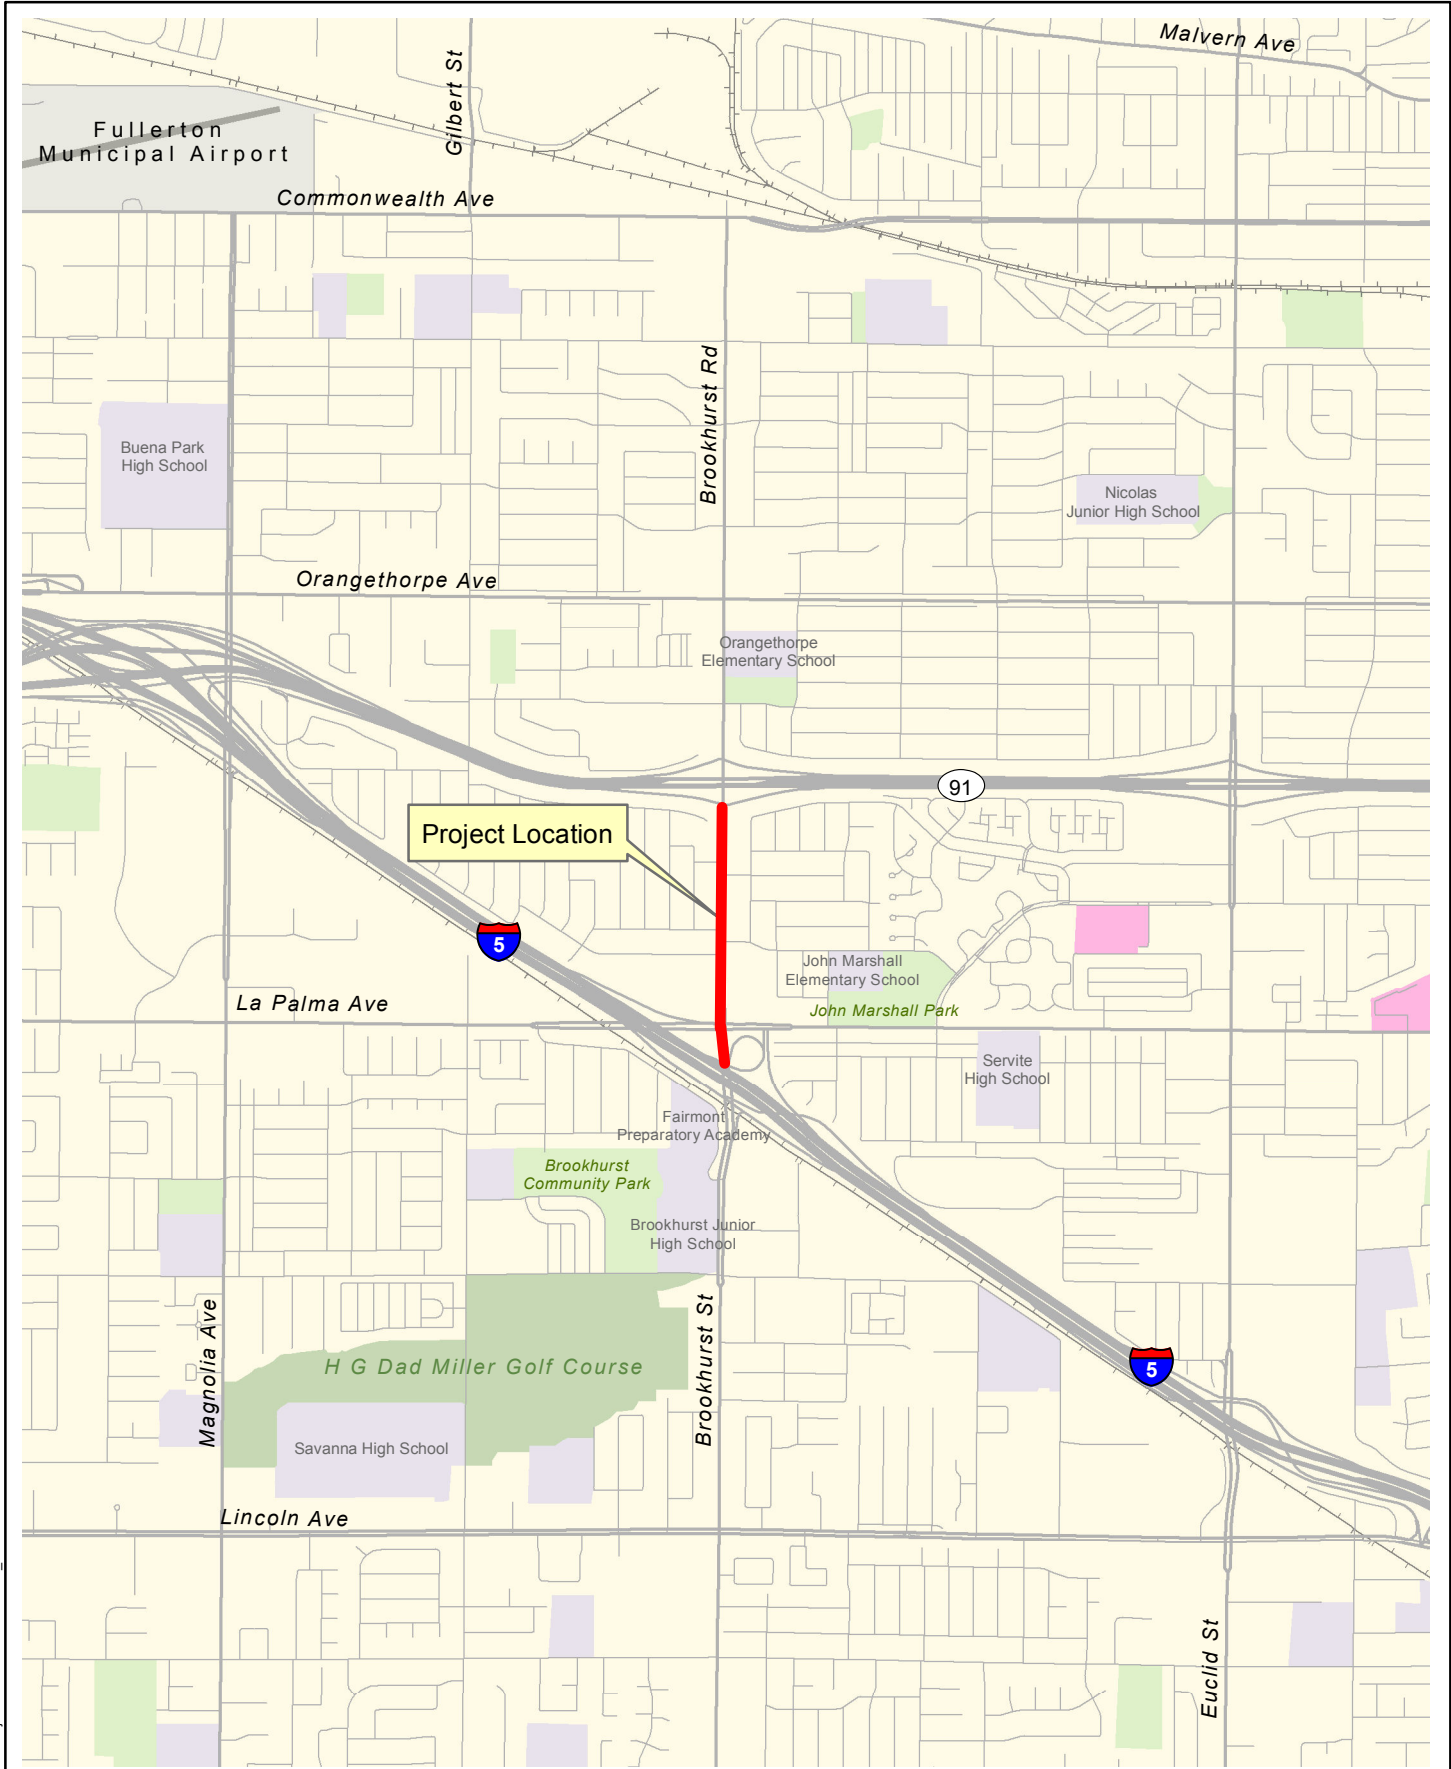 Malvern Ave
Gilbert St
Fullerton
Municipal Airport
Commonwealth Ave
Brookhurst Rd
Buena Park
High School
Nicolas
Junior High School
Orangethorpe Ave
Orangethorpe
Elementary School
91
Project Location
5
John Marshall
Elementary School
La Palma Ave
John Marshall Park
Servite
High School
Fairmont
Preparatory Academy
Brookhurst
Community Park
Brookhurst Junior
High School
Magnolia Ave
Brookhurst St
H G Dad Miller Golf Course
5
Savanna High School
Lincoln Ave
Euclid St